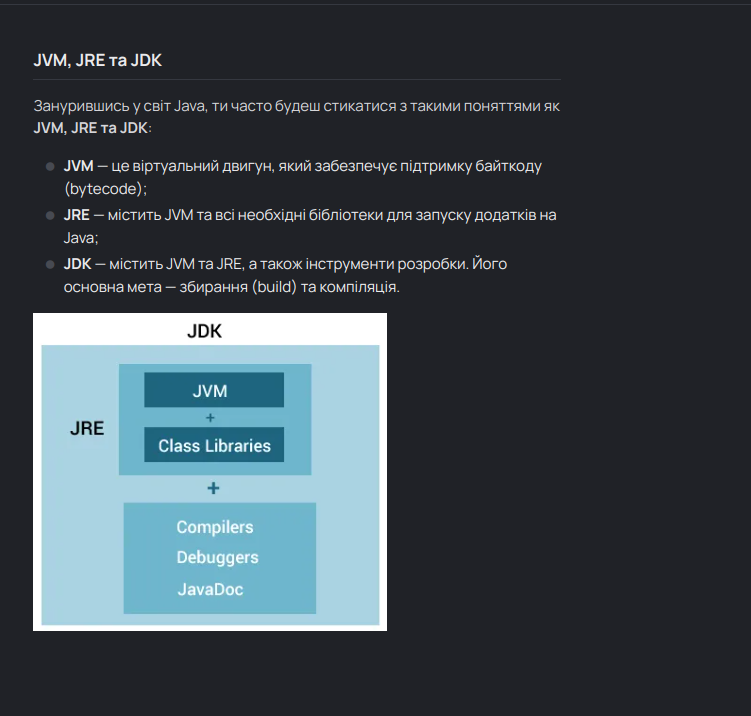 JVM, JRE та JDK
Занурившись у світ Java, ти часто будеш стикатися з такими поняттями як
JVM, JRE та JDK:
JVM — це віртуальний двигун, який забезпечує підтримку байткоду
(bytecode);
JRE — містить JVM та всі необхідні бібліотеки для запуску додатків на
Java;
JDK — містить JVM та JRE, а також інструменти розробки. Його
основна мета — збирання (build) та компіляція.
JDK
JVM
+
JRE
Class Libraries
+
Compilers
Debuggers
JavaDoc